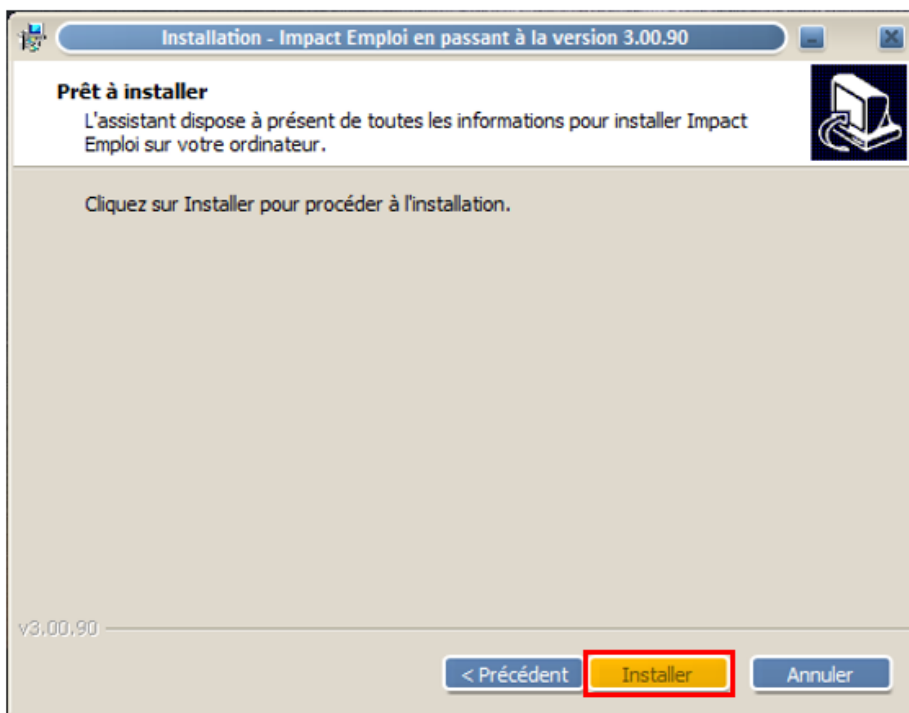 Installation - Impact Emploi en passant à la version 3.00.90
Prêt à installer
L'assistant dispose à présent de toutes les informations pour installer Impact
Emploi sur votre ordinateur.
Cliquez sur Installer pour procéder à l'installation.
v3.00.90
< Précédent
Installer
Annuler